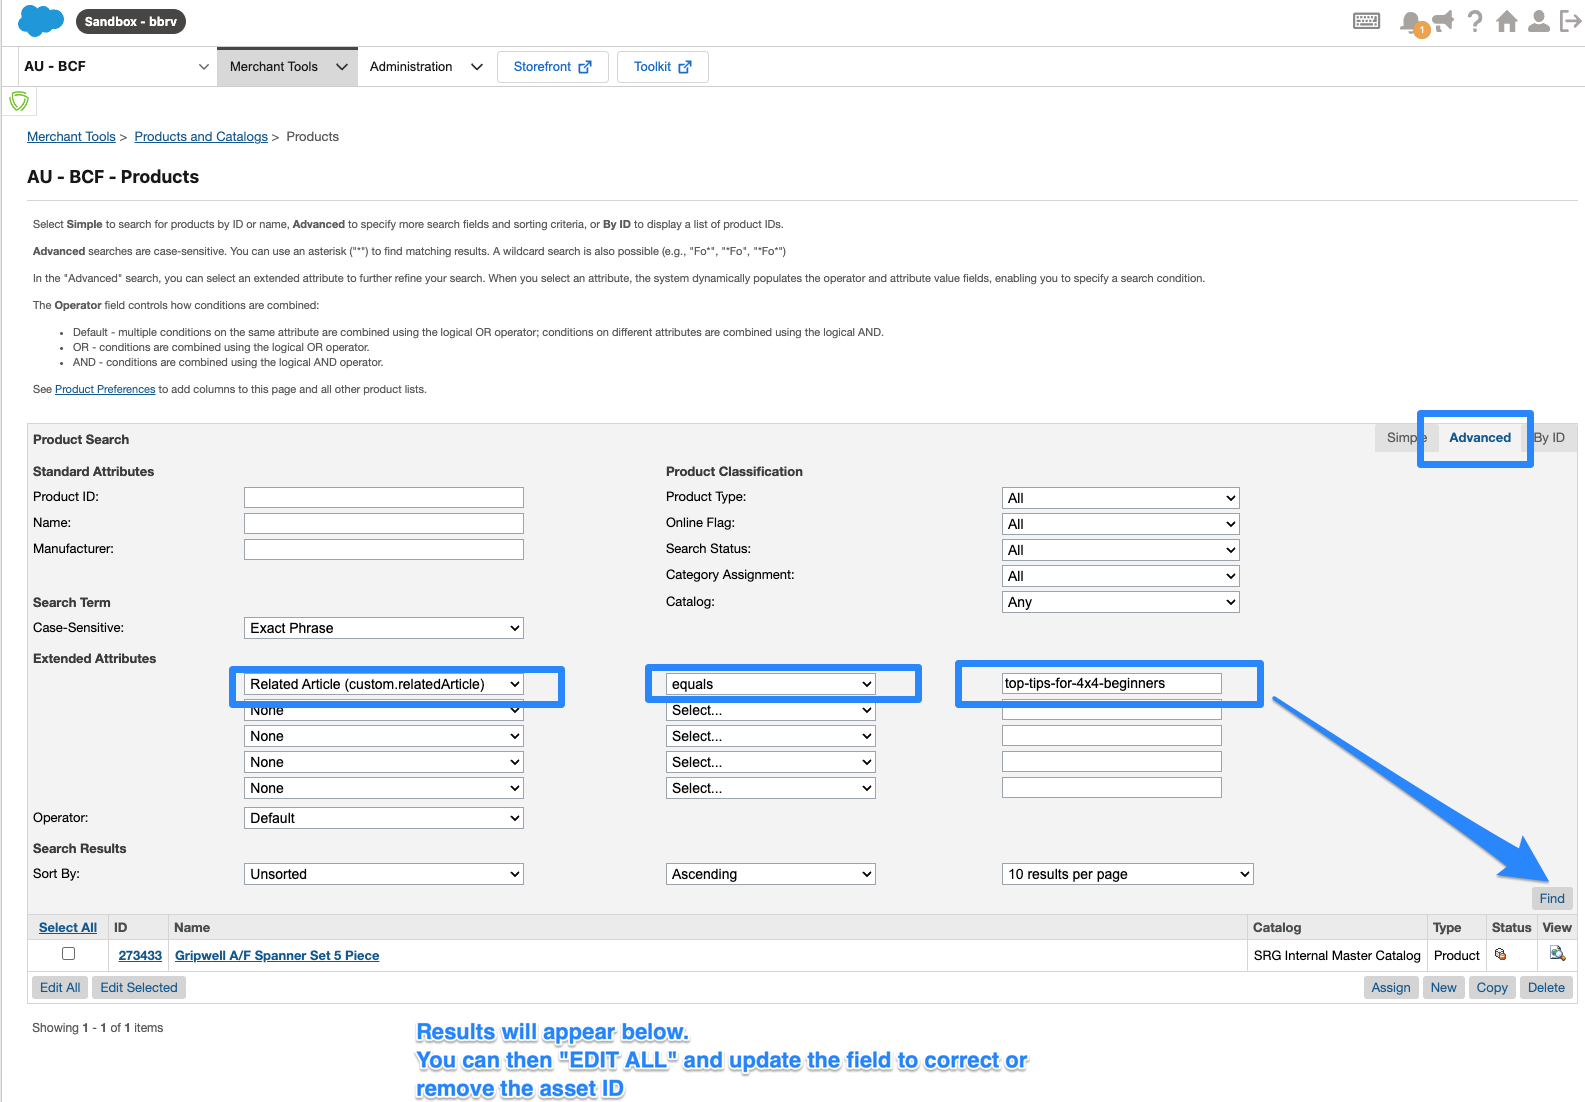 Sandbox - bbrv
1
AU - BCF
Merchant Tools
Administration
Storefront
Toolkit
Merchant Tools > Products and Catalogs > Products
AU - BCF - Products
Select Simple to search for products by ID or name, Advanced to specify more search fields and sorting criteria, or By ID to display a list of product IDs.
Advanced searches are case-sensitive. You can use an asterisk ("*") to find matching results. A wildcard search is also possible (e.g., "Fo*", "*Fo", "*Fo*")
In the "Advanced" search, you can select an extended attribute to further refine your search. When you select an attribute, the system dynamically populates the operator and attribute value fields, enabling you to specify a search condition.
The Operator field controls how conditions are combined:
• Default - multiple conditions on the same attribute are combined using the logical OR operator; conditions on different attributes are combined using the logical AND.
• OR - conditions are combined using the logical OR operator.
• AND - conditions are combined using the logical AND operator.
See Product Preferences to add columns to this page and all other product lists.
Product Search
Simple Advanced By ID
Standard Attributes Product Classification
Product ID: Product Type: All
Name: Online Flag: All
Manufacturer: Search Status: All
Category Assignment: All
Search Term Catalog: Any
Case-Sensitive: Exact Phrase
Extended Attributes
Related Article (custom.relatedArticle) equals top-tips-for-4x4-beginners
None Select...
None Select...
None Select...
None Select...
Operator: Default
Search Results
Sort By: Unsorted Ascending 10 results per page
Find
Select All ID Name Catalog Type Status View
273433 Gripwell A/F Spanner Set 5 Piece SRG Internal Master Catalog Product
Edit All Edit Selected Assign New Copy Delete
Showing 1 - 1 of 1 items
Results will appear below.
You can then "EDIT ALL" and update the field to correct or
remove the asset ID